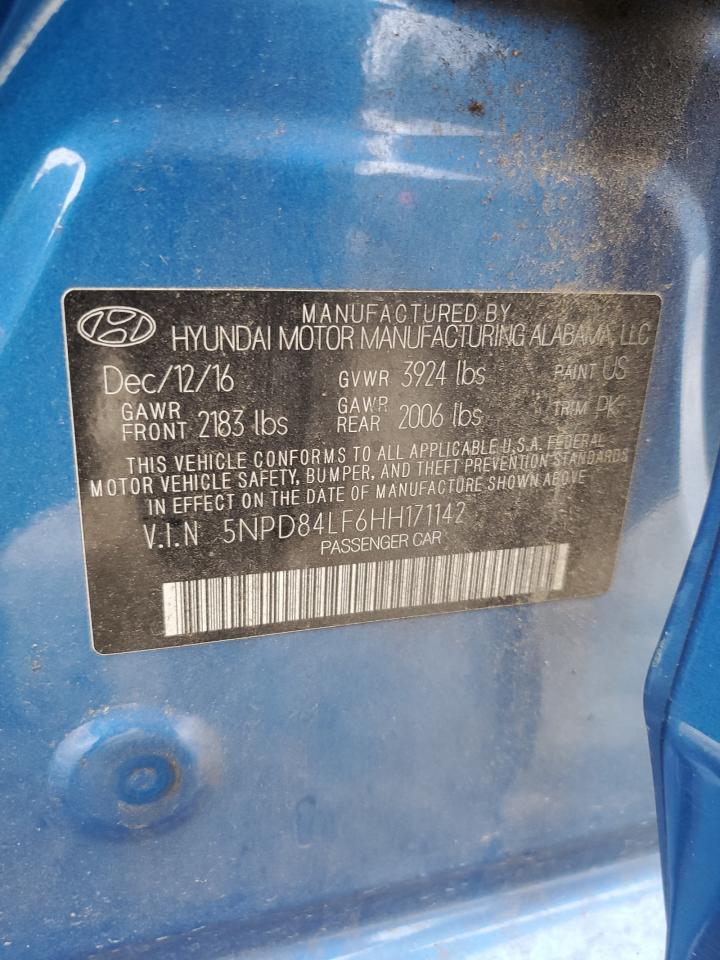 MANUFACTURED BY
HYUNDAI MOTOR MANUFACTURING ALABAMA, LLC
Dec/12/16 GVWR 3924 lbs PAINT US
GAWR FRONT 2183 lbs GAWR REAR 2006 lbs TRIM PK
THIS VEHICLE CONFORMS TO ALL APPLICABLE U.S.A. FEDERAL
MOTOR VEHICLE SAFETY, BUMPER, AND THEFT PREVENTION STANDARDS
IN EFFECT ON THE DATE OF MANUFACTURE SHOWN ABOVE
V.I.N 5NPD84LF6HH171142
PASSENGER CAR